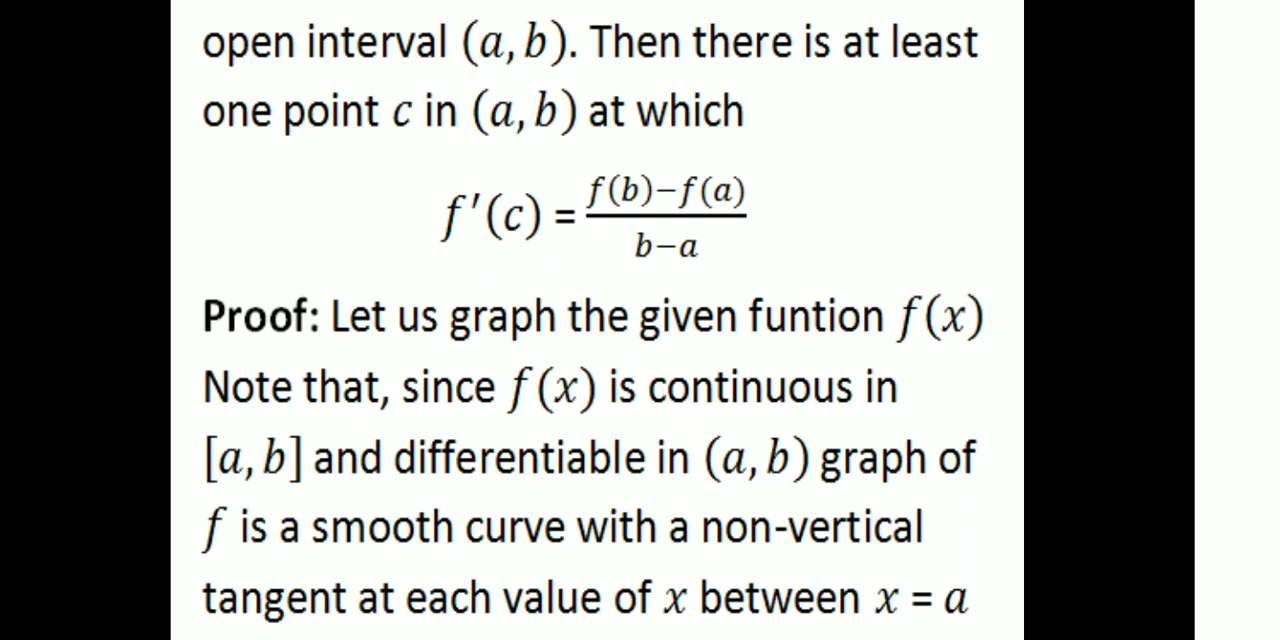 open interval (a, b). Then there is at least
one point c in (a, b) at which
f′(c) = f(b)−f(a) / b−a
Proof: Let us graph the given funtion f(x)
Note that, since f(x) is continuous in
[a, b] and differentiable in (a, b) graph of
f is a smooth curve with a non-vertical
tangent at each value of x between x = a